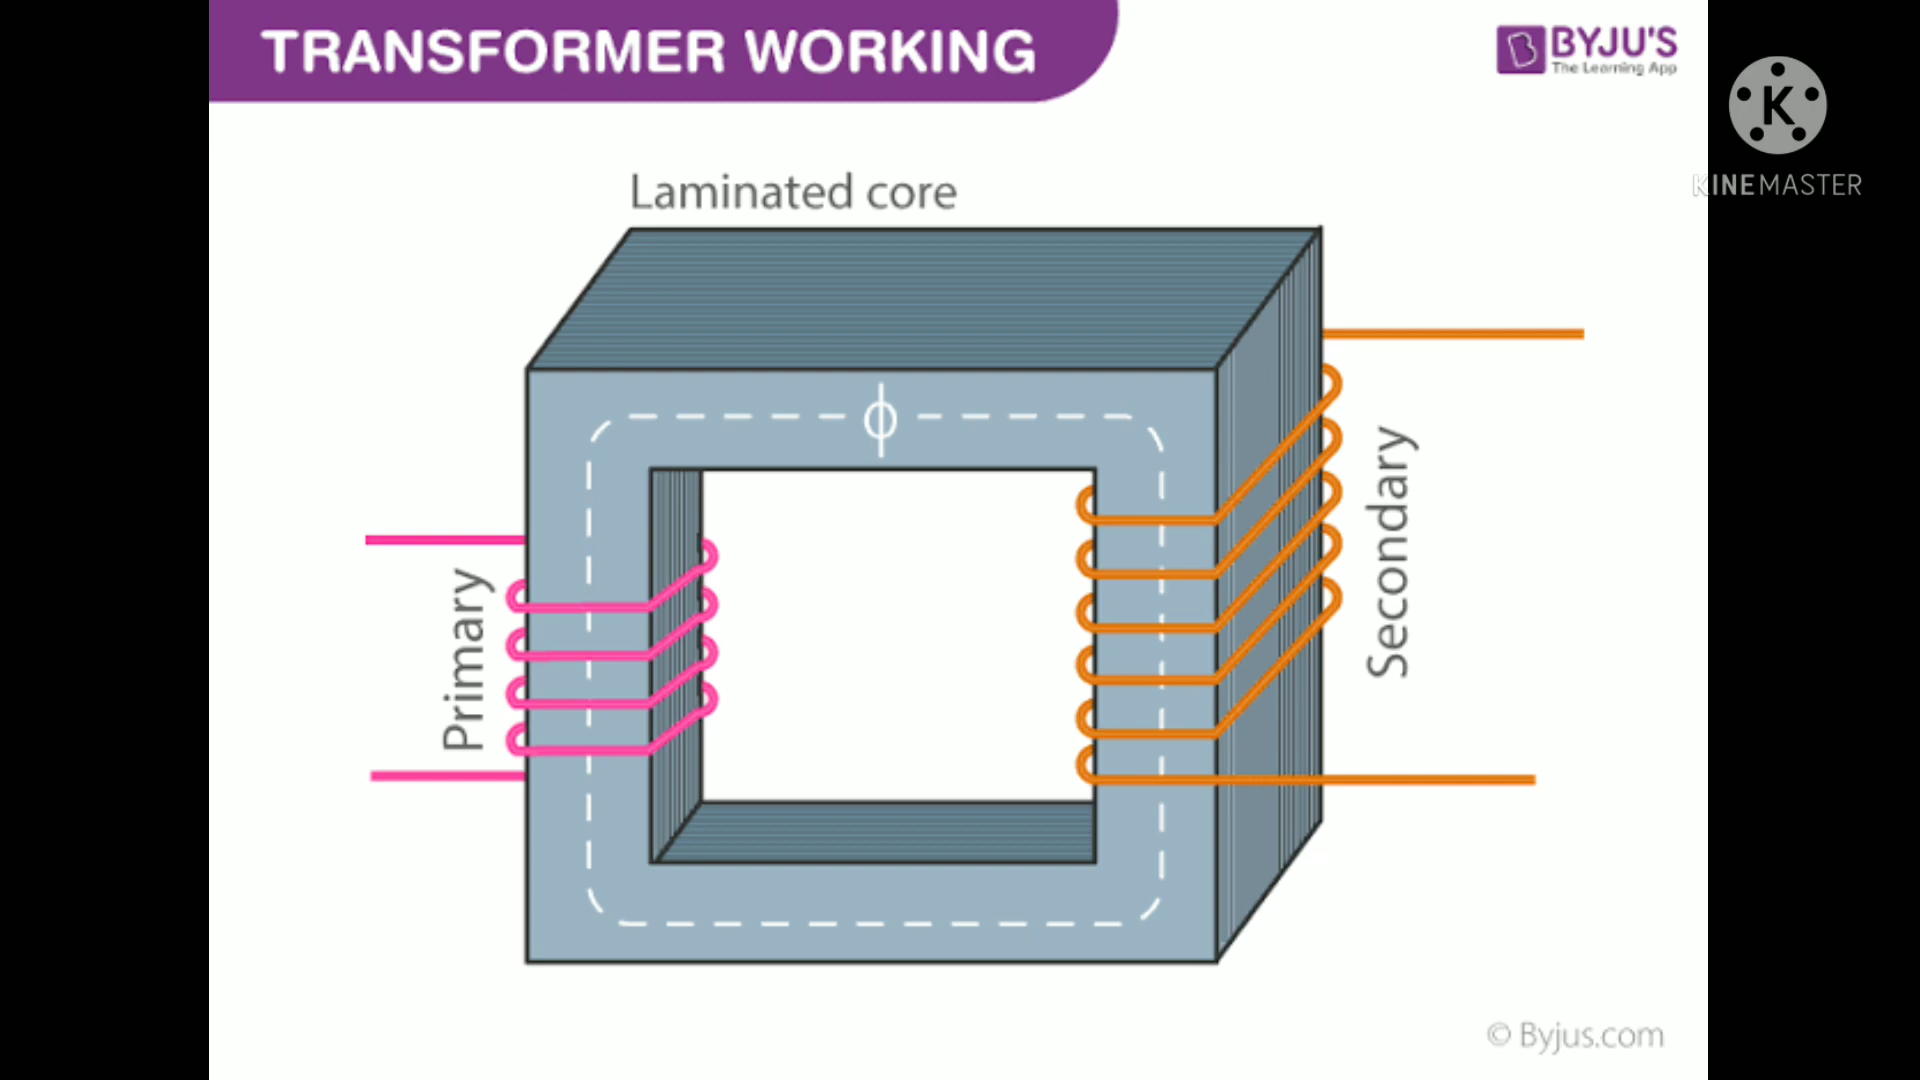 TRANSFORMER WORKING
BYJU'S
The Learning App
K
KINEMASTER
Laminated core
ϕ
Primary
Secondary
© Byjus.com